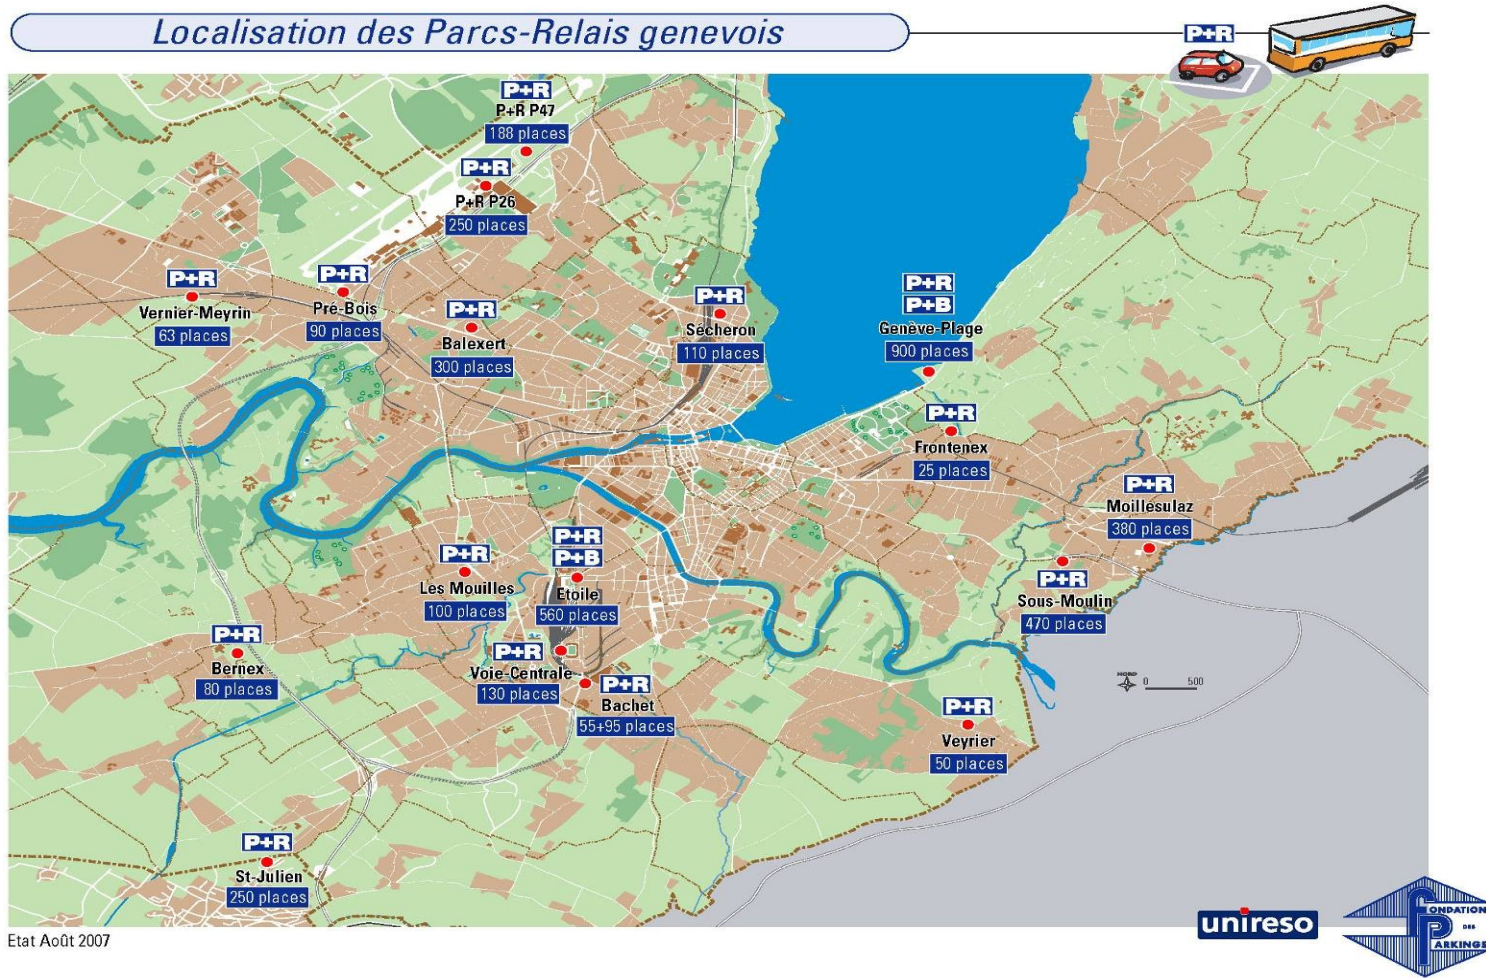 Localisation des Parcs-Relais genevois
P+R
P+R
P+R P47
188 places
P+R
P+R P26
250 places
P+R
Vernier-Meyrin
63 places
P+R
Pré-Bois
90 places
P+R
Balexert
300 places
P+R
Sécheron
110 places
P+R
P+B
Genève-Plage
900 places
P+R
Frontenex
25 places
P+R
Moillesulaz
380 places
P+R
Sous-Moulin
470 places
P+R
Les Mouilles
100 places
P+R
P+B
Etoile
560 places
P+R
Bernex
80 places
P+R
Voie-Centrale
130 places
P+R
Bachet
55+95 places
P+R
Veyrier
50 places
NORD
0 500
P+R
St-Julien
250 places
unireso
FONDATION
DES
PARKINGS
Etat Août 2007